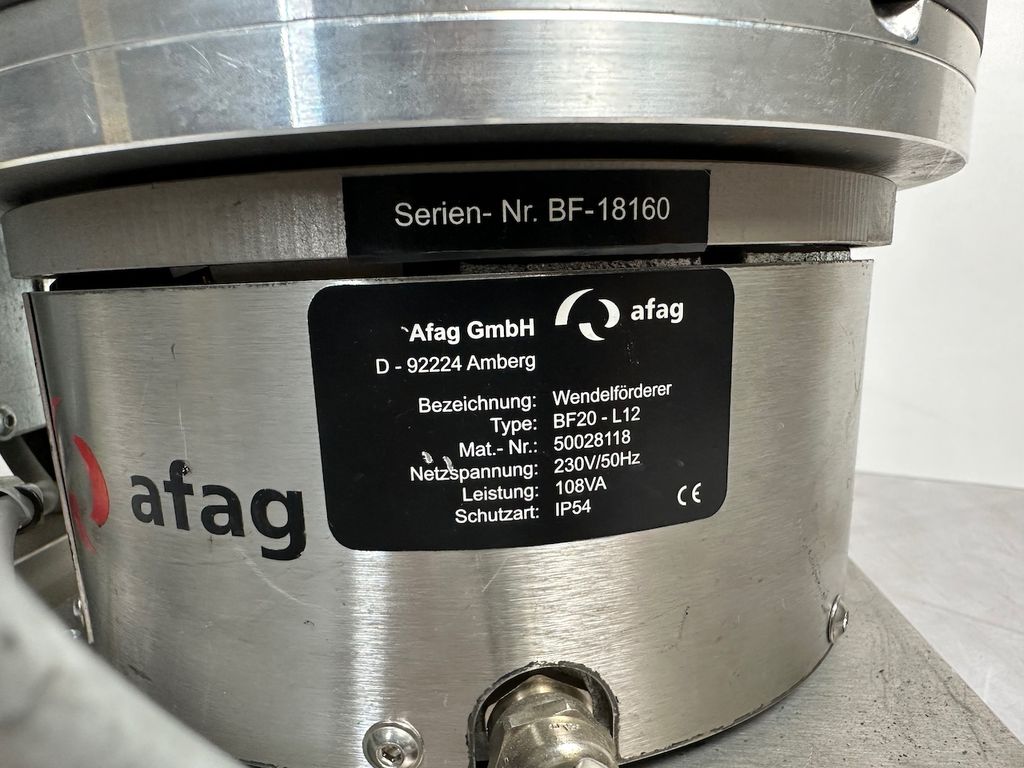 Serien- Nr. BF-18160
afag
Afag GmbH
D - 92224 Amberg
Bezeichnung: Wendelförderer
Type: BF20 - L12
Mat.- Nr.: 50028118
Netzspannung: 230V/50Hz
Leistung: 108VA
Schutzart: IP54
CE
afag